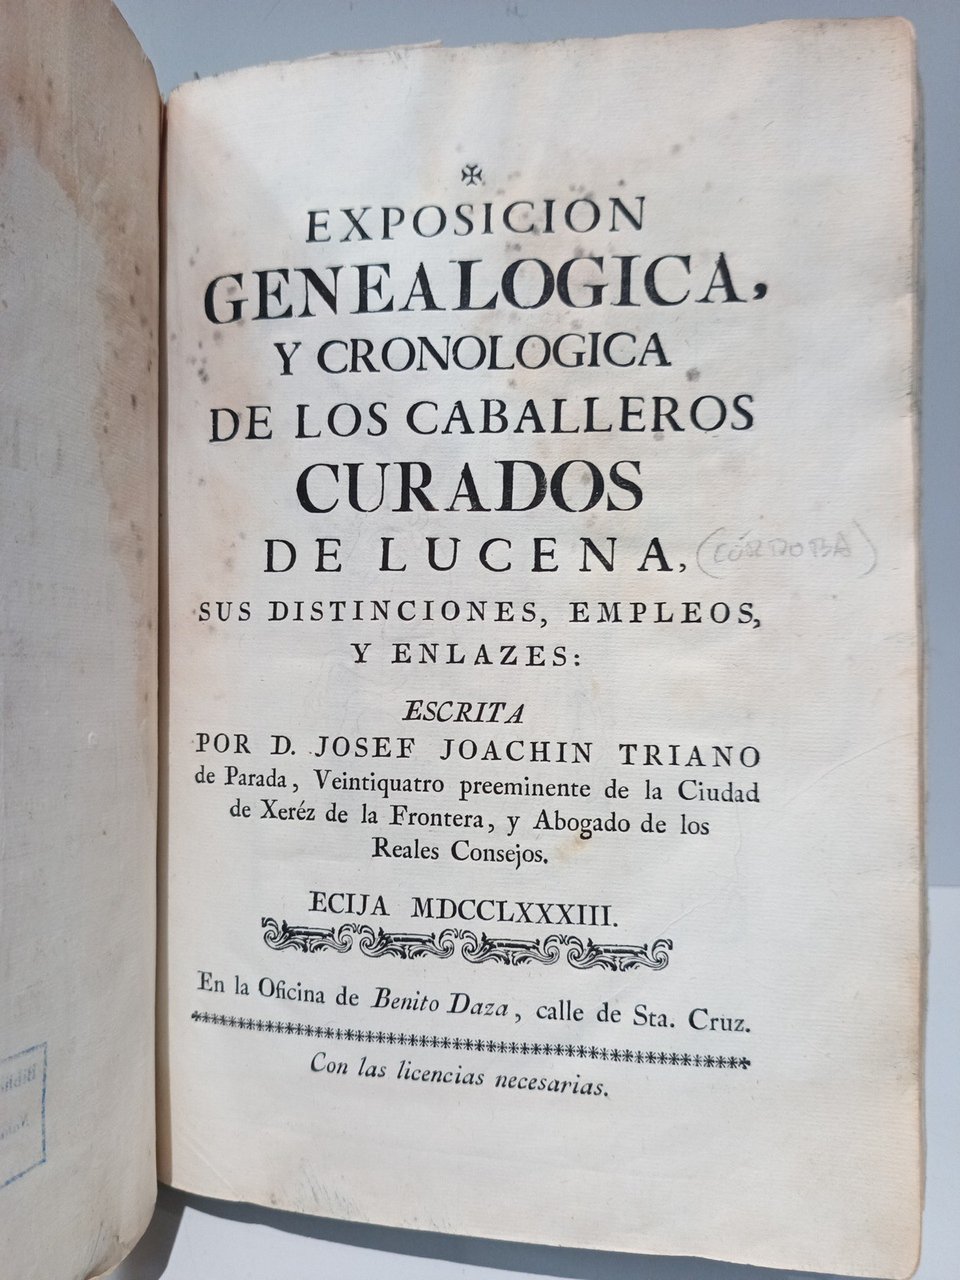 ✠
EXPOSICION
GENEALOGICA,
Y CRONOLOGICA
DE LOS CABALLEROS
CURADOS
DE LUCENA, (CÓRDOBA)
SUS DISTINCIONES, EMPLEOS,
Y ENLAZES:
ESCRITA
POR D. JOSEF JOACHIN TRIANO
de Parada, Veintiquatro preeminente de la Ciudad
de Xeréz de la Frontera, y Abogado de los
Reales Consejos.
ECIJA MDCCLXXXIII.
En la Oficina de Benito Daza, calle de Sta. Cruz.
Con las licencias necesarias.